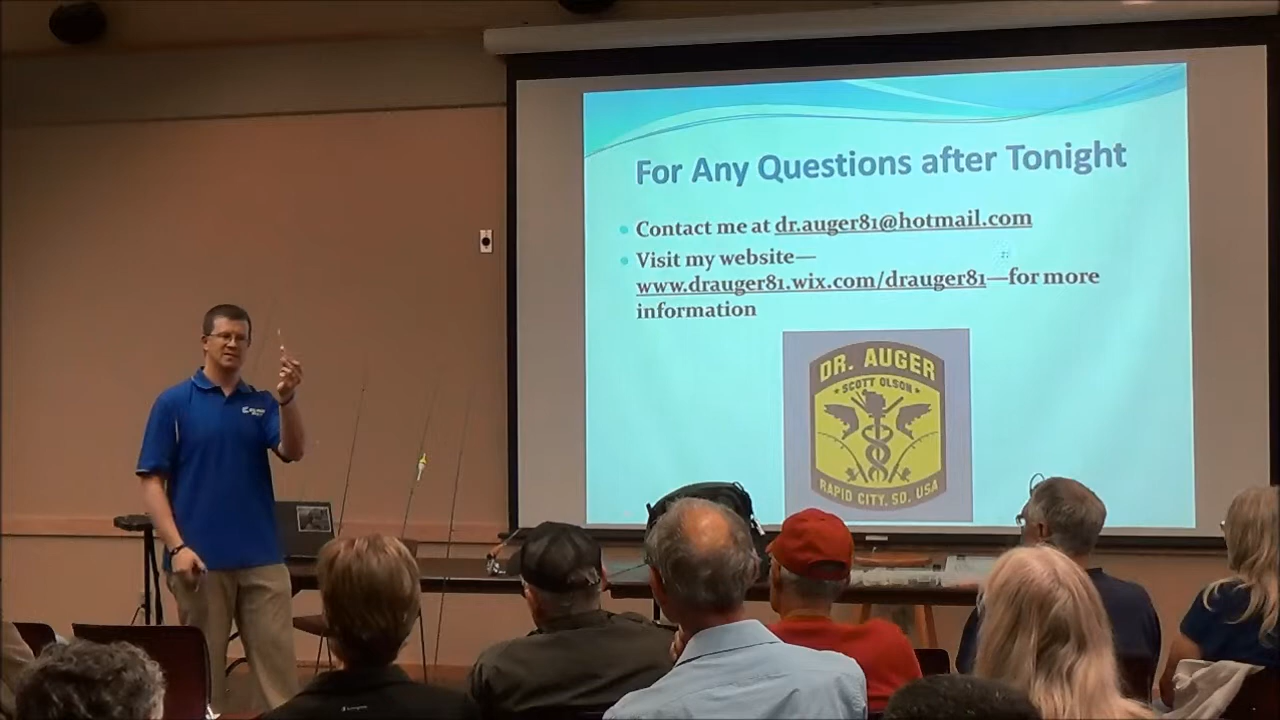 For Any Questions after Tonight
Contact me at dr.auger81@hotmail.com
Visit my website—
www.drauger81.wix.com/drauger81—for more
information
DR. AUGER
SCOTT OLSON
RAPID CITY, SD. USA